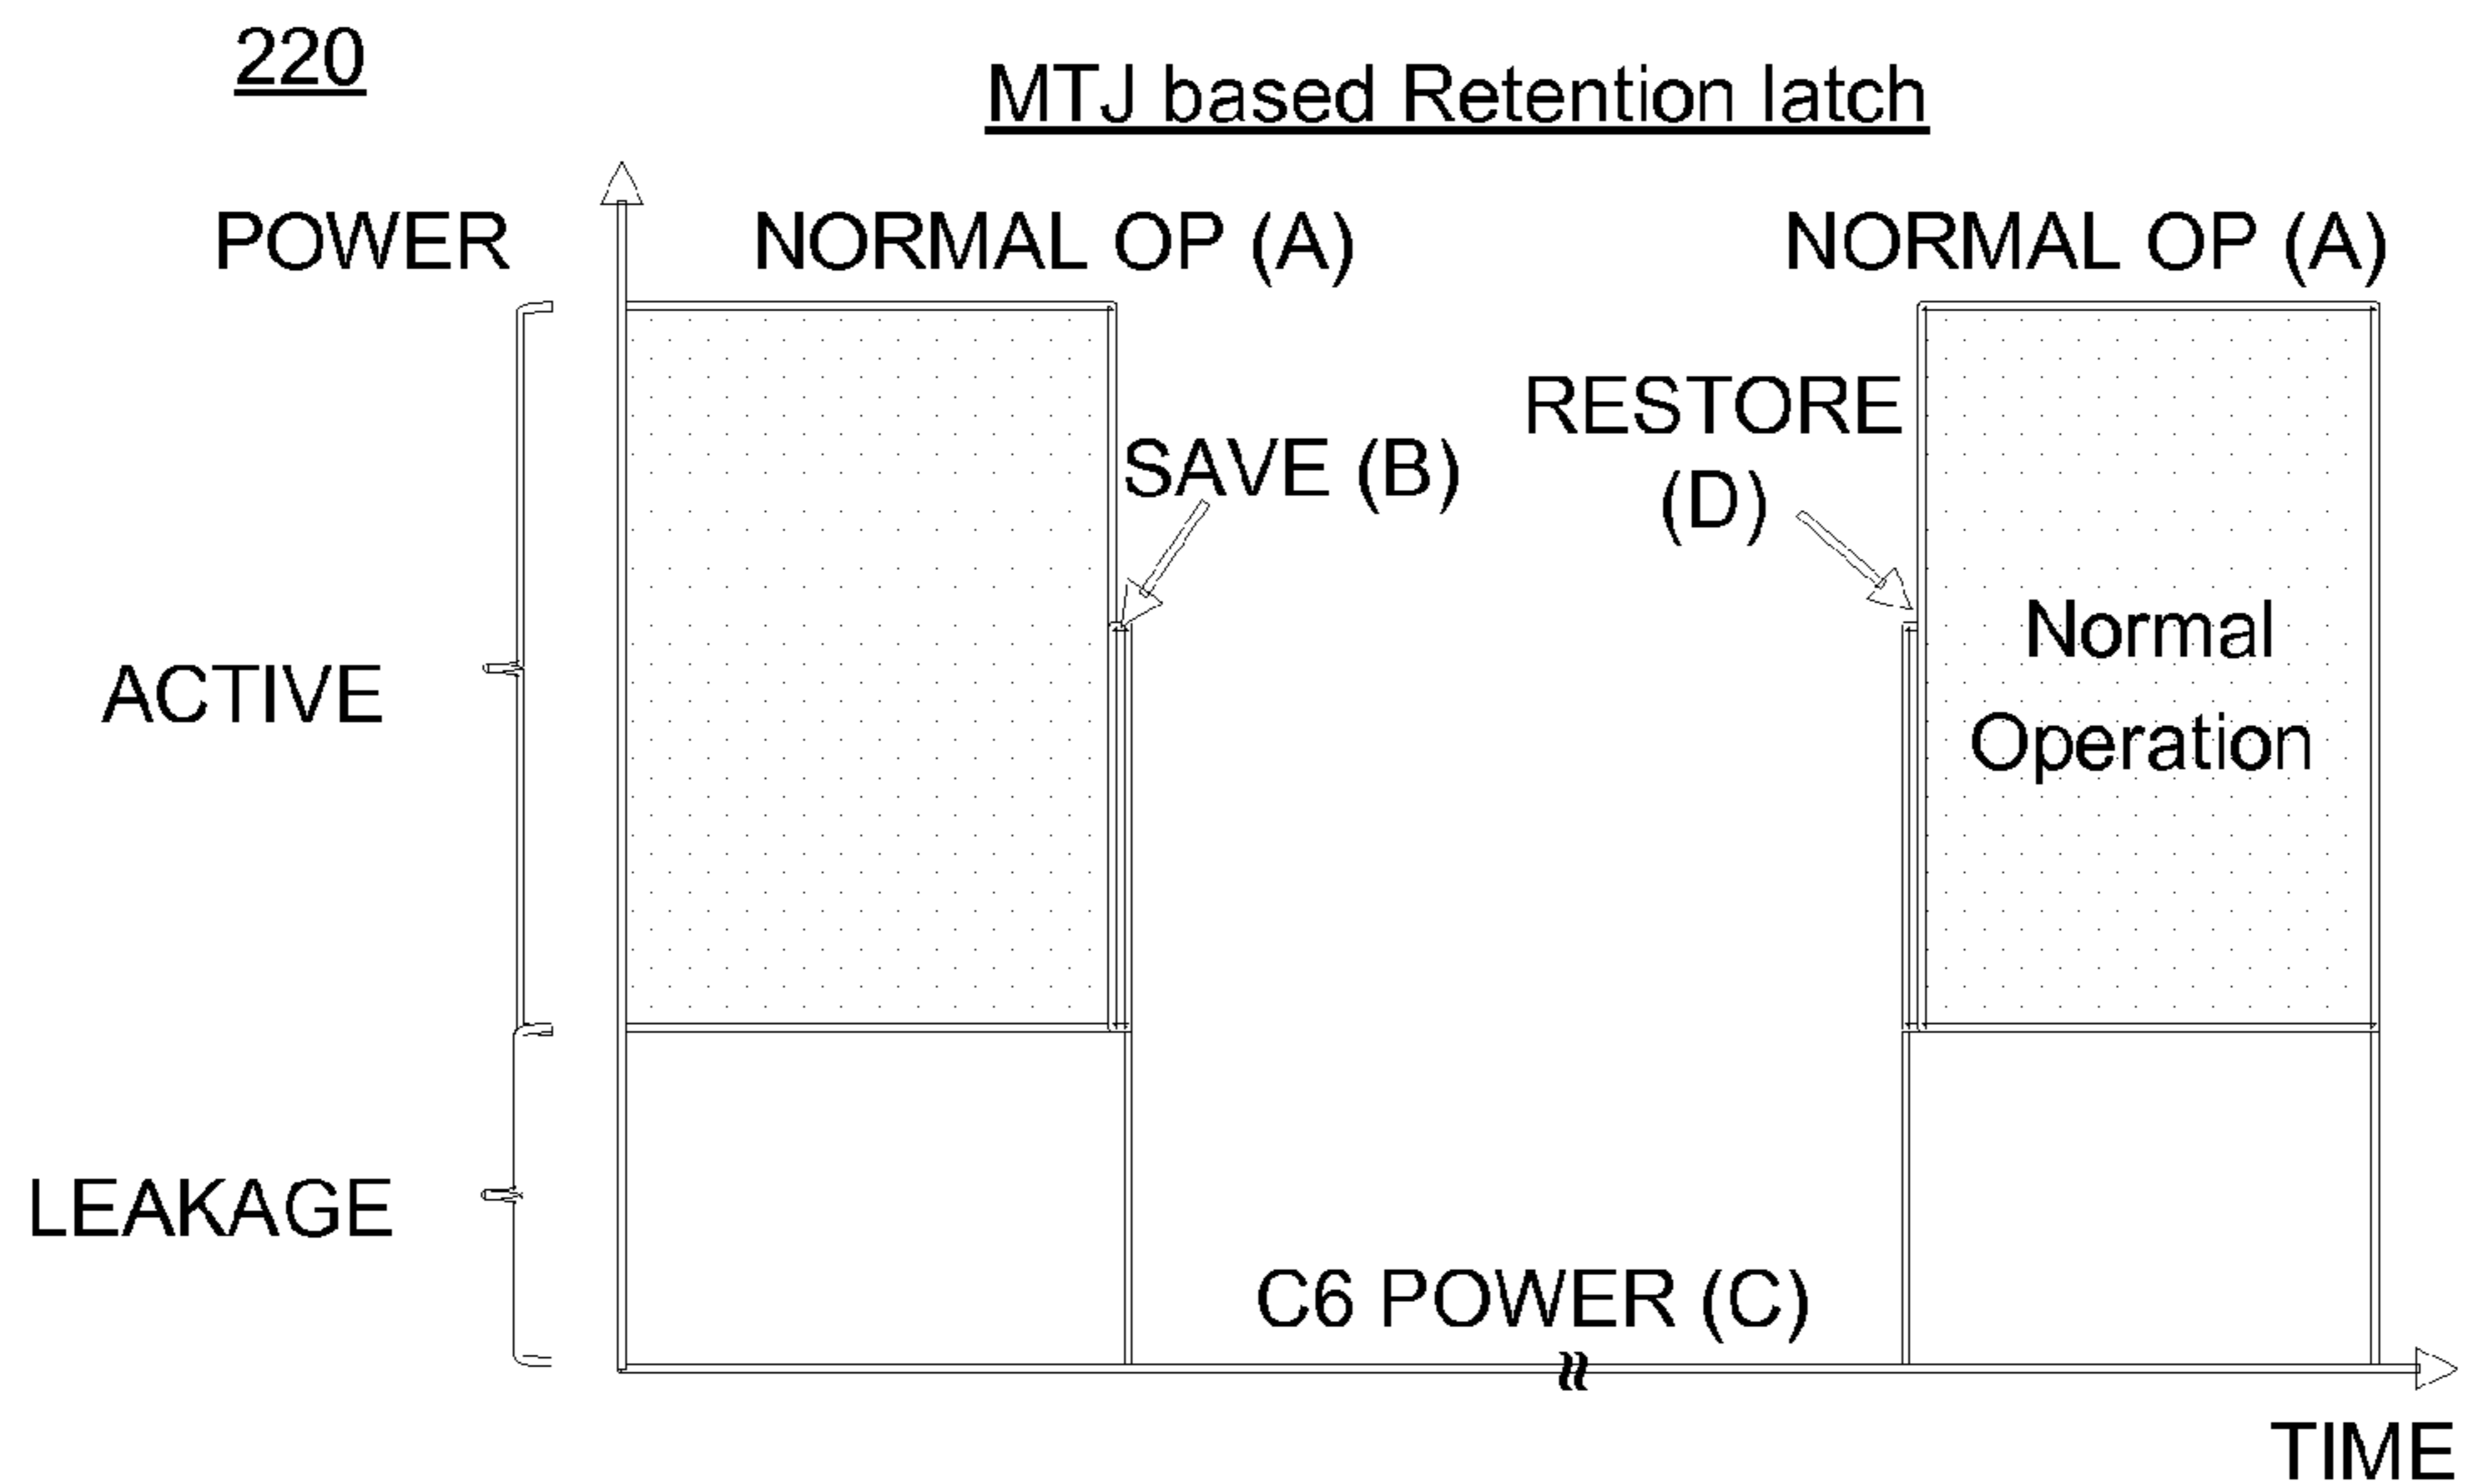 220
MTJ based Retention latch
POWER
NORMAL OP (A)
NORMAL OP (A)
RESTORE
(D)
SAVE (B)
Normal
Operation
ACTIVE
LEAKAGE
C6 POWER (C)
TIME